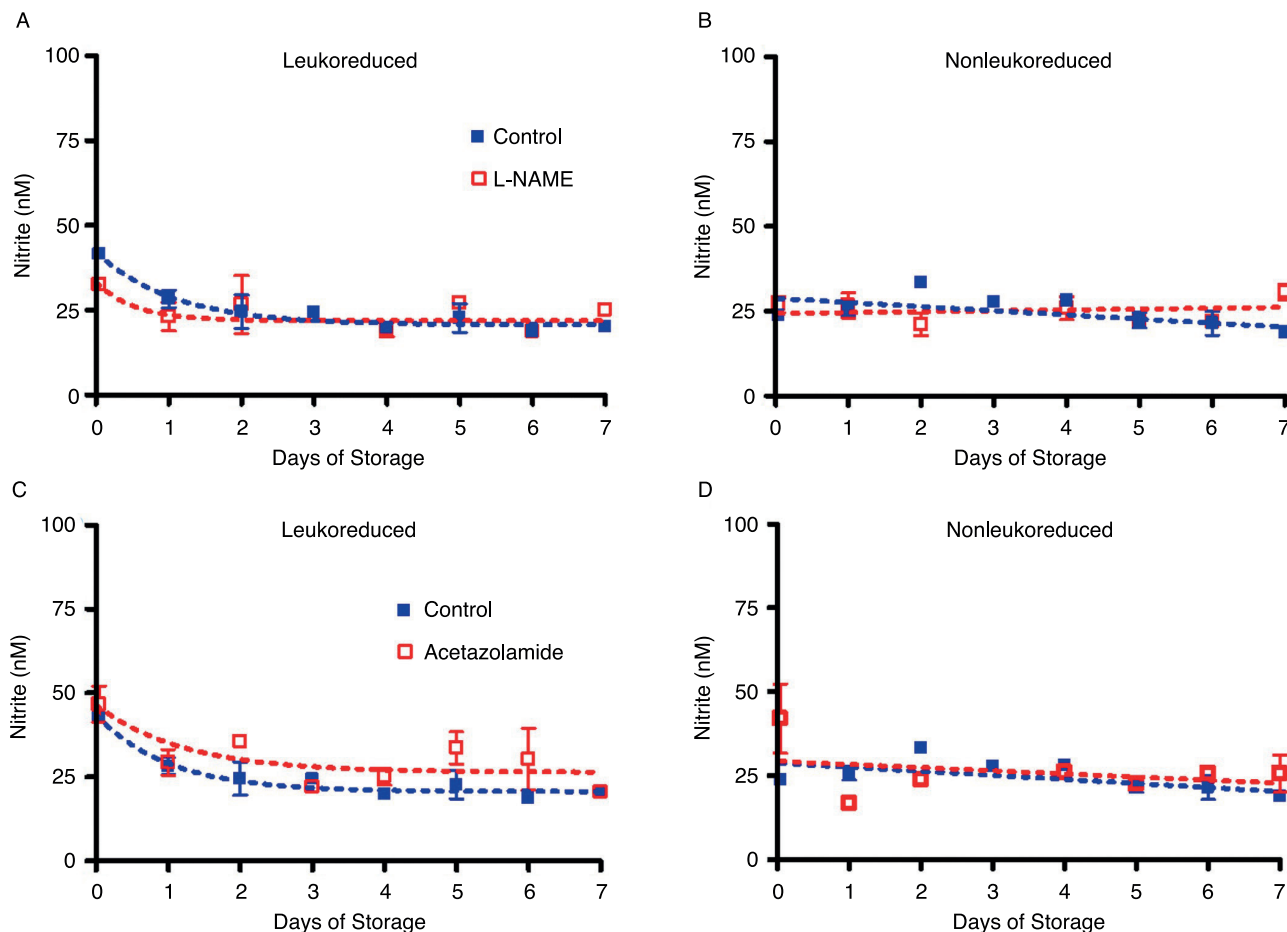 A
Leukoreduced
100
75
50
25
0
Nitrite (nM)
Control
L-NAME
0 1 2 3 4 5 6 7
Days of Storage
B
Nonleukoreduced
100
75
50
25
0
Nitrite (nM)
0 1 2 3 4 5 6 7
Days of Storage
C
Leukoreduced
100
75
50
25
0
Nitrite (nM)
Control
Acetazolamide
0 1 2 3 4 5 6 7
Days of Storage
D
Nonleukoreduced
100
75
50
25
0
Nitrite (nM)
0 1 2 3 4 5 6 7
Days of Storage